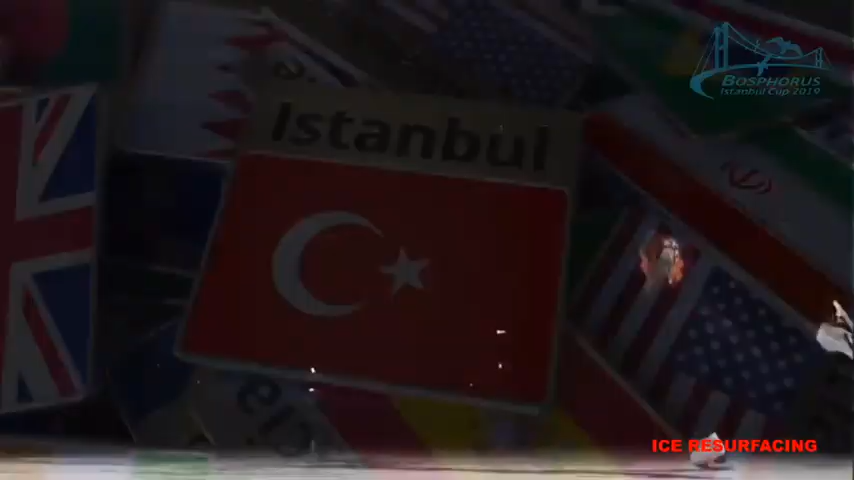 BOSPHORUS
Istanbul Cup 2019
Istanbul
ICE RESURFACING